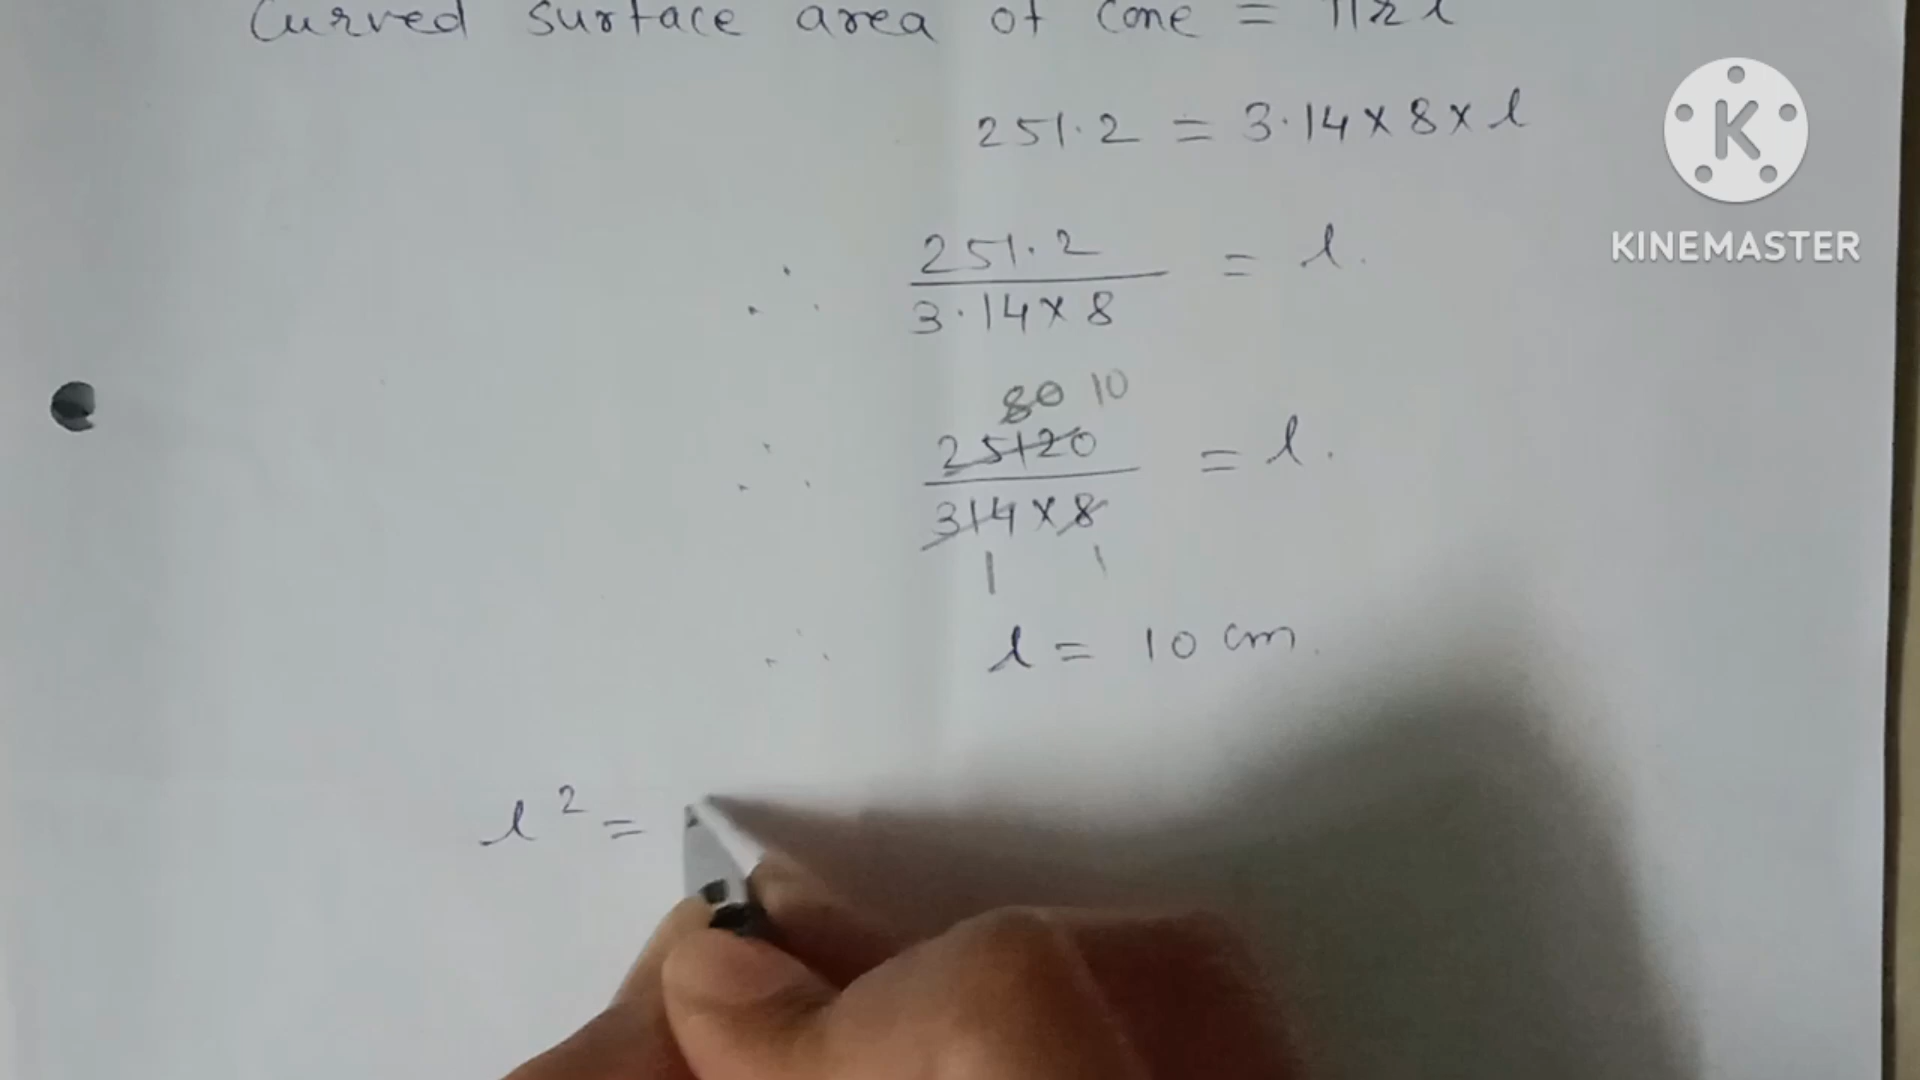 Curved surface area of Cone = πrl
251.2 = 3.14 × 8 × l
K
KINEMASTER
∴ 251.2 / 3.14 × 8 = l.
80 10
∴ 25120 / 314 × 8 = l.
1 1
∴ l = 10 cm.
l² =